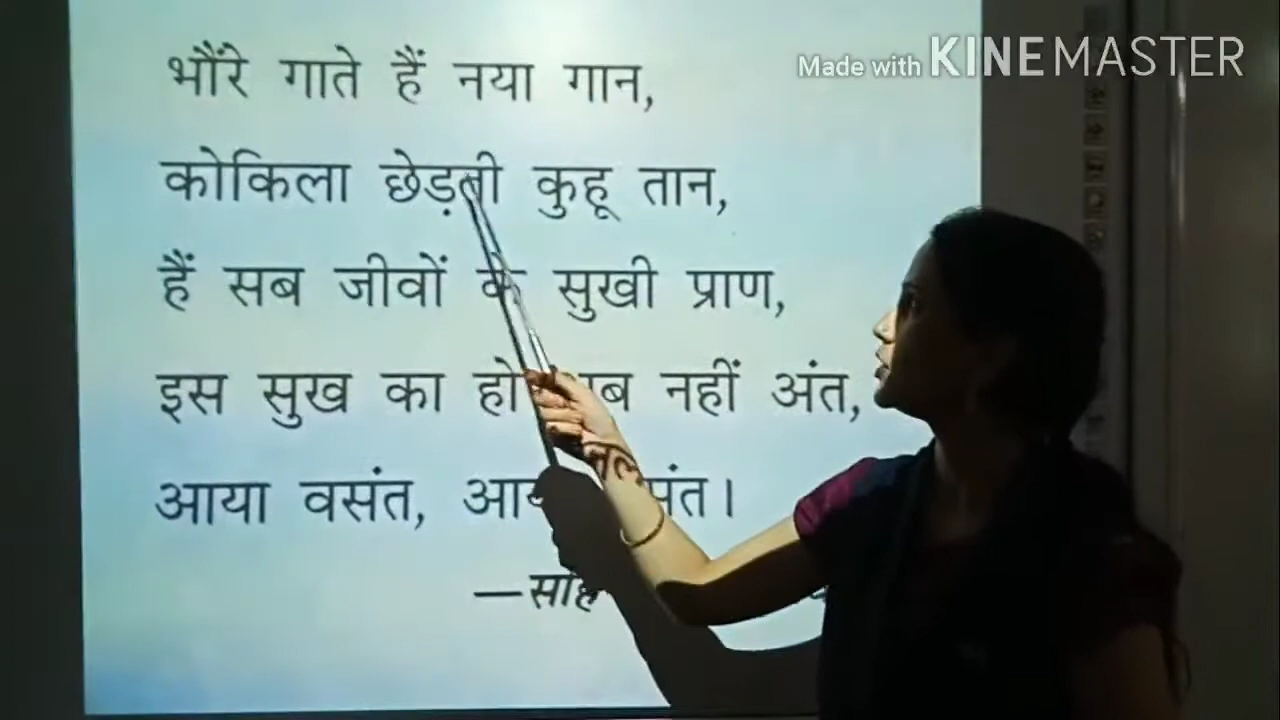 Made with KINEMASTER
भौंरे गाते हैं नया गान,
कोकिला छेड़ती कुहू तान,
हैं सब जीवों के सुखी प्राण,
इस सुख का हो नहीं अंत,
आया वसंत,